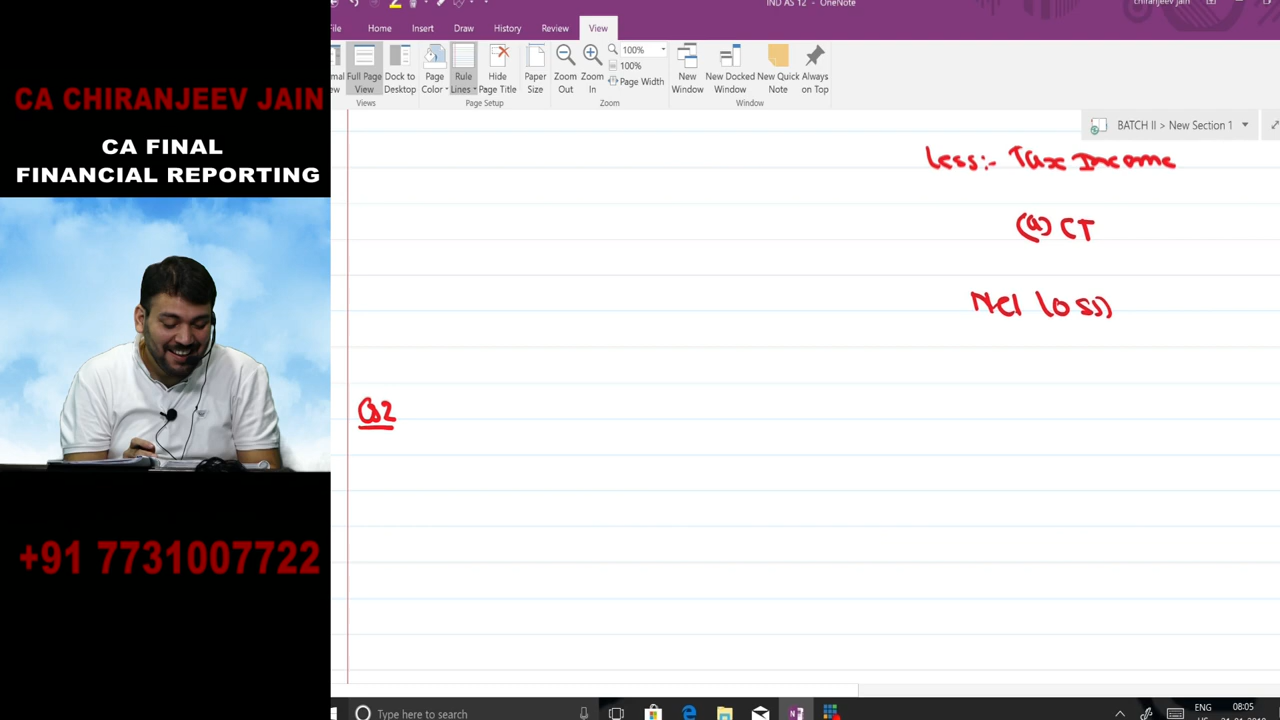 IND AS 12 - OneNote
chiranjeev jain
File Home Insert Draw History Review View
Full Page View
Dock to Desktop
Views
Page Color
Rule Lines
Hide Page Title
Paper Size
Page Setup
Zoom Out
Zoom In
100%
100%
Page Width
Zoom
New Window
New Docked Window
New Quick Note
Always on Top
Window
BATCH II > New Section 1
CA CHIRANJEEV JAIN
CA FINAL
FINANCIAL REPORTING
+91 7731007722
Less:- Tax Income
(a) CT
Net Loss
Q2
Type here to search
ENG
08:05